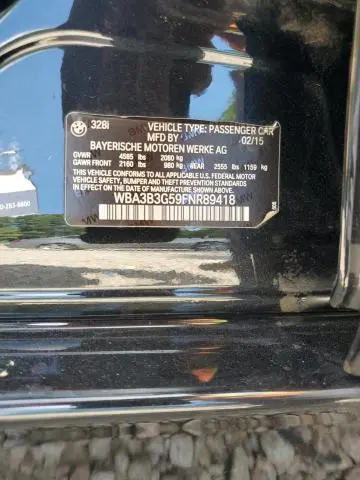 328i VEHICLE TYPE: PASSENGER CAR
BAYERISCHE MOTOREN WERKE AG 02/15
GVWR 4585 lbs 2080 kg
GAWR FRONT 2160 lbs 980 kg REAR 2555 lbs 1159 kg
THIS VEHICLE CONFORMS TO ALL APPLICABLE U.S. FEDERAL MOTOR VEHICLE
SAFETY, BUMPER, AND THEFT PREVENTION STANDARDS IN EFFECT
ON THE DATE OF MANUFACTURE SHOWN ABOVE.
WBA3B3G59FNR89418